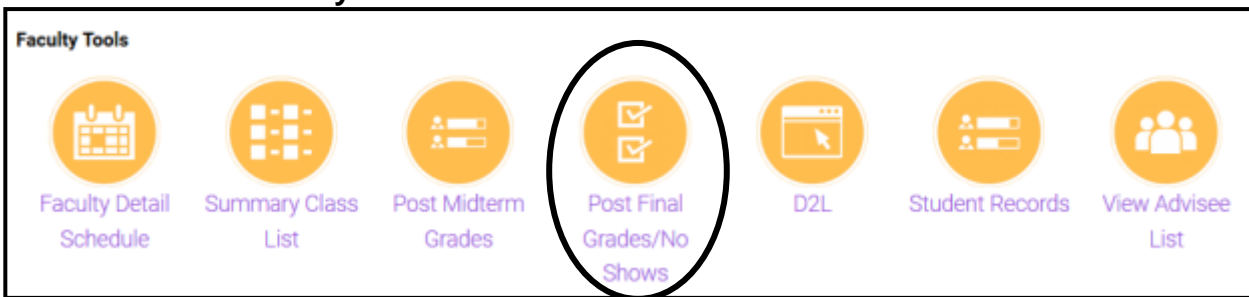 Faculty Tools
Faculty Detail
Schedule
Summary Class
List
Post Midterm
Grades
Post Final
Grades/No
Shows
D2L
Student Records
View Advisee
List